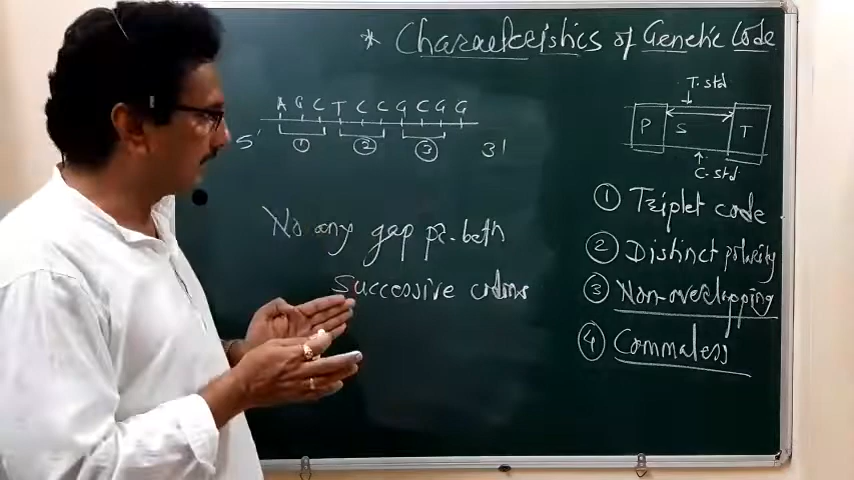 * Characteristics of Genetic Code
A G C T C C G C G G
5' ① ② ③ 3'
No any gap pr. beth
successive codons
T. std
P S T
C. std
① Triplet code
② Distinct polarity
③ Non-overlapping
④ Commaless